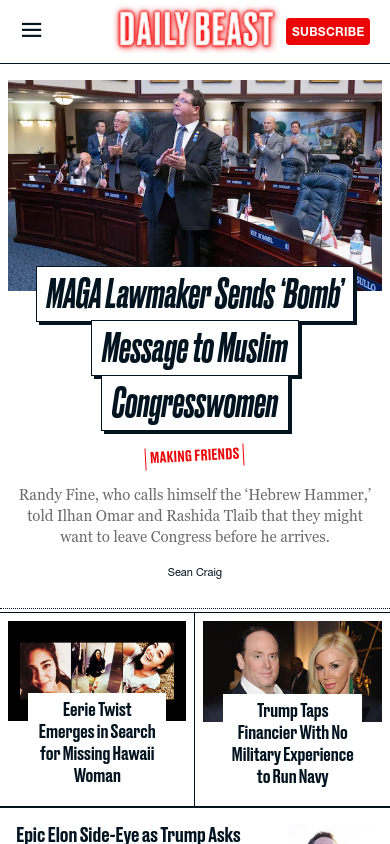 DAILY BEAST
SUBSCRIBE
MAGA Lawmaker Sends ‘Bomb’
Message to Muslim
Congresswomen
MAKING FRIENDS
Randy Fine, who calls himself the ‘Hebrew Hammer,’
told Ilhan Omar and Rashida Tlaib that they might
want to leave Congress before he arrives.
Sean Craig
Eerie Twist
Emerges in Search
for Missing Hawaii
Woman
Trump Taps
Financier With No
Military Experience
to Run Navy
Epic Elon Side-Eye as Trump Asks